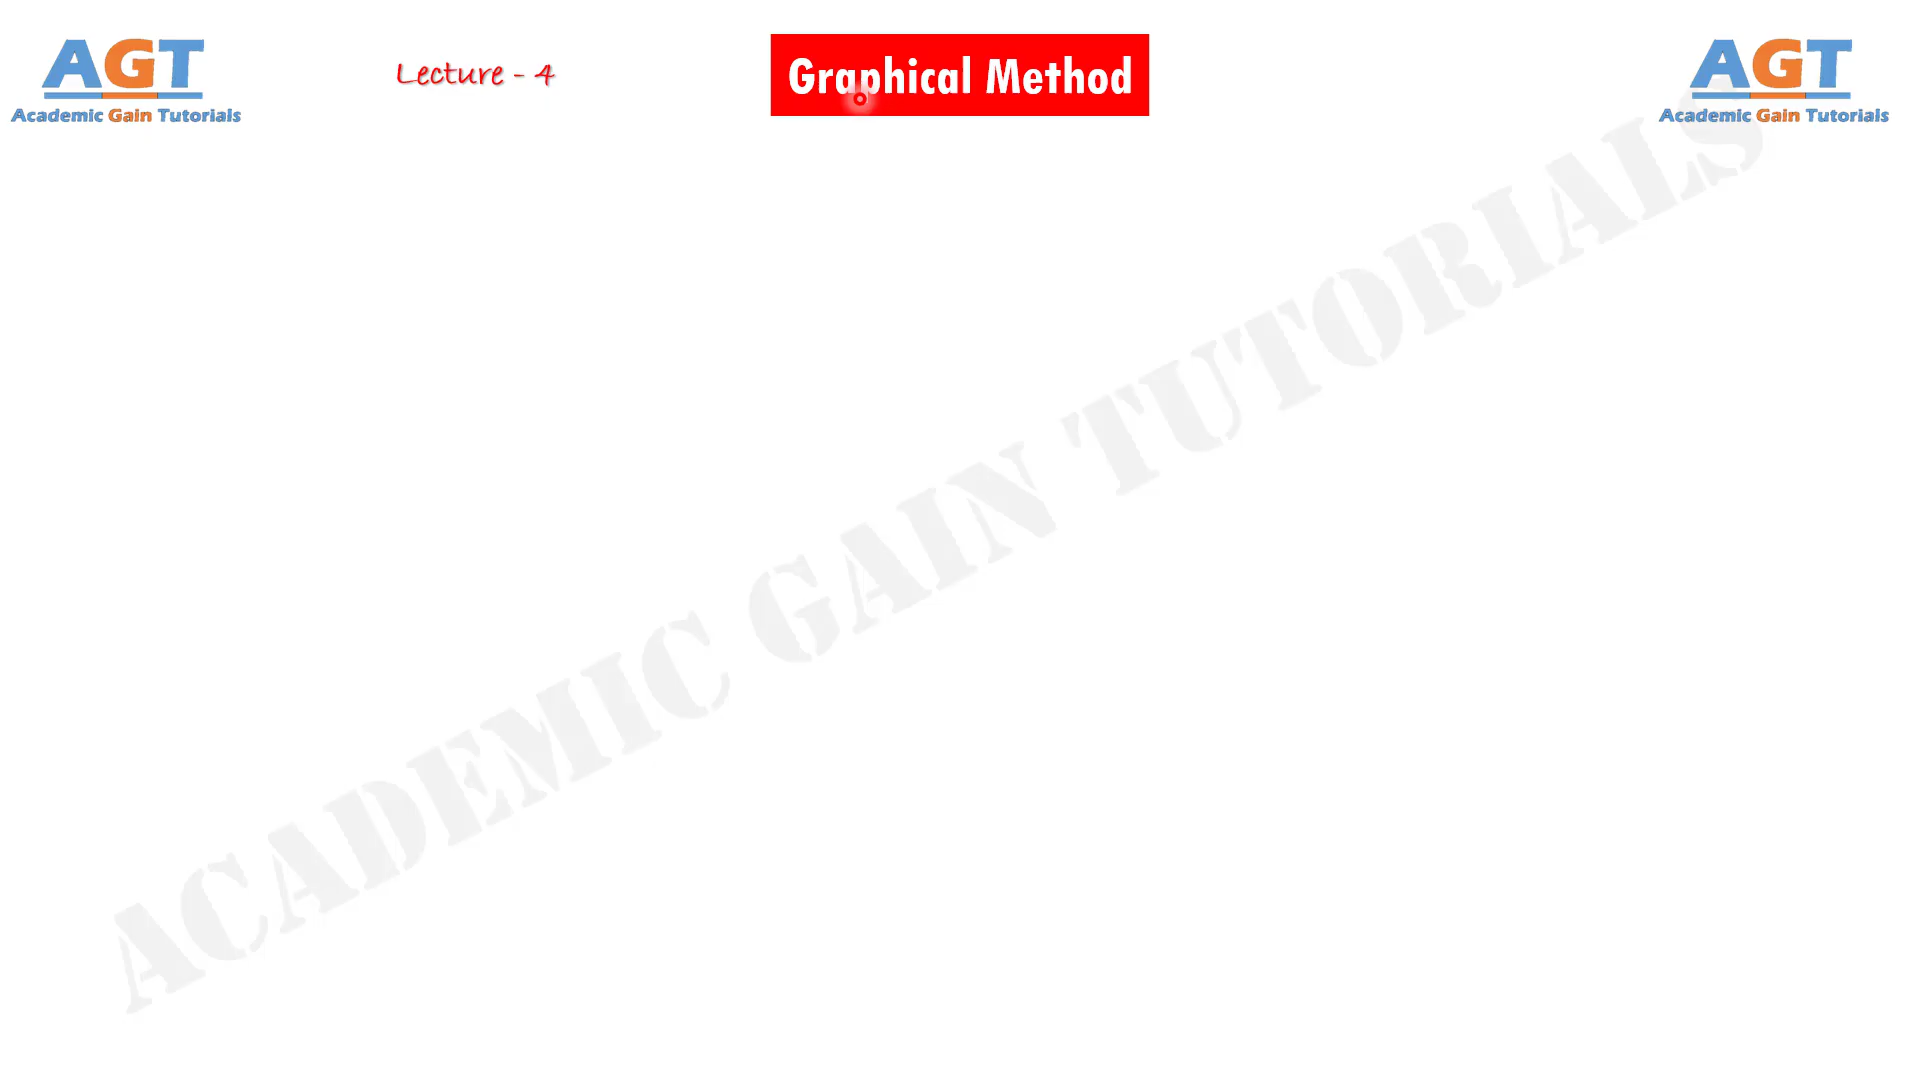 AGT
Academic Gain Tutorials
Lecture - 4
Graphical Method
AGT
Academic Gain Tutorials
ACADEMIC GAIN TUTORIALS